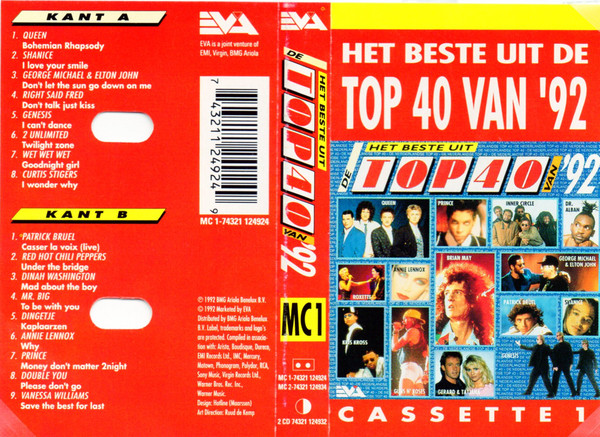 KANT A
1. QUEEN
Bohemian Rhapsody
2. SHANICE
I love your smile
3. GEORGE MICHAEL & ELTON JOHN
Don't let the sun go down on me
4. RIGHT SAID FRED
Don't talk just kiss
5. GENESIS
I can't dance
6. 2 UNLIMITED
Twilight zone
7. WET WET WET
Goodnight girl
8. CURTIS STIGERS
I wonder why
KANT B
1. PATRICK BRUEL
Casser la voix (live)
2. RED HOT CHILI PEPPERS
Under the bridge
3. DINAH WASHINGTON
Mad about the boy
4. MR. BIG
To be with you
5. DINGETJE
Kaplaarzen
6. ANNIE LENNOX
Why
7. PRINCE
Money don't matter 2night
8. DOUBLE YOU
Please don't go
9. VANESSA WILLIAMS
Save the best for last
EVA
EVA is a joint venture of
EMI, Virgin, BMG Ariola
7 43211 24924 9
MC 1-74321 124924
℗ 1992 BMG Ariola Benelux B.V.
© 1992 Marketed by EVA
Distributed by BMG Ariola Benelux
B.V. Label, trademarks and logo's
are protected. Compiled in associa-
tion with: Arista, Boudisque, Dureco,
EMI Records Ltd., IMC, Mercury,
Motown, Phonogram, Polydor, RCA,
Sony Music, Virgin Records Ltd.,
Warner Bros. Rec. Inc.,
Warner Music.
Design: Hotline (Maarssen)
Art Direction: Ruud de Kemp
EVA
DE
TOP 40
HET BESTE UIT
VAN '92
MC 1
MC 1-74321 124924
MC 2-74321 124934
2 CD 74321 124932
HET BESTE UIT DE
TOP 40 VAN '92
HET BESTE UIT
DE TOP 40 VAN '92
QUEEN
PRINCE
INNER CIRCLE
DR. ALBAN
ROXETTE
ANNIE LENNOX
BRIAN MAY
GEORGE MICHAEL
& ELTON JOHN
PATRICK BRUEL
SHANICE
KRIS KROSS
GUNS N' ROSES
GERARD & TATJANA
GENESIS
EVA
CASSETTE 1